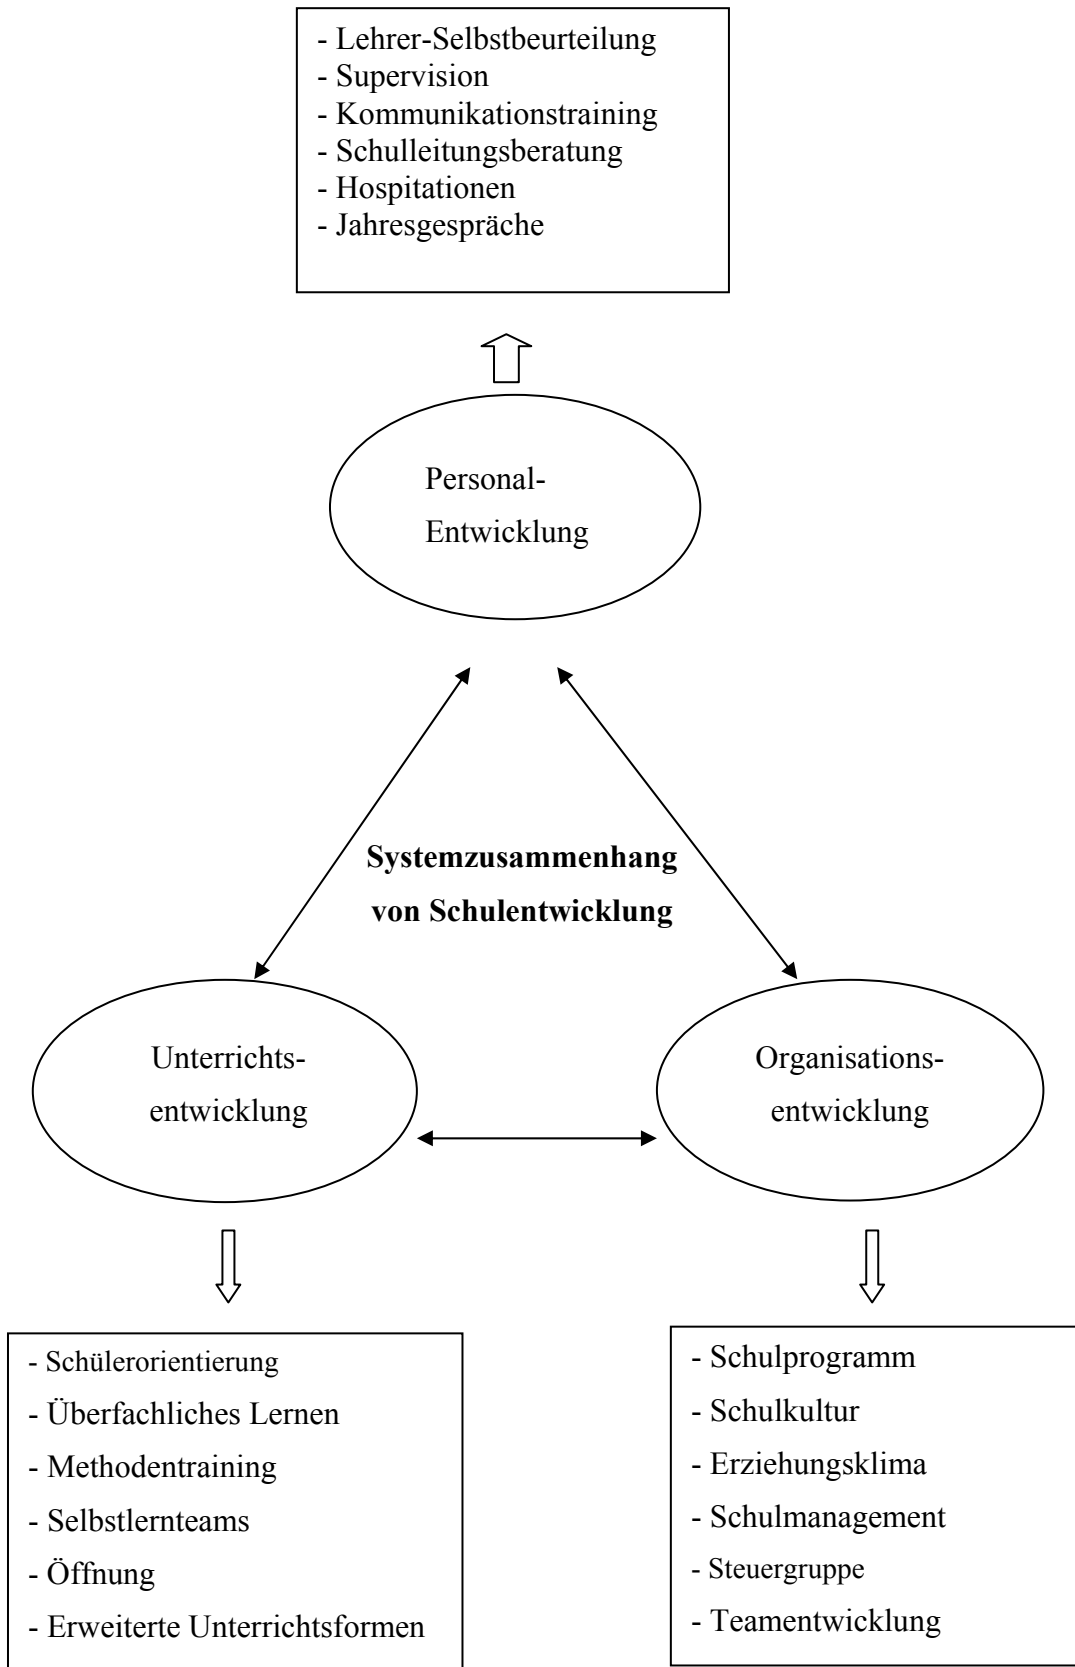 - Lehrer-Selbstbeurteilung
- Supervision
- Kommunikationstraining
- Schulleitungsberatung
- Hospitationen
- Jahresgespräche
Personal-
Entwicklung
Systemzusammenhang
von Schulentwicklung
Unterrichts-
entwicklung
Organisations-
entwicklung
- Schülerorientierung
- Überfachliches Lernen
- Methodentraining
- Selbstlernteams
- Öffnung
- Erweiterte Unterrichtsformen
- Schulprogramm
- Schulkultur
- Erziehungsklima
- Schulmanagement
- Steuergruppe
- Teamentwicklung